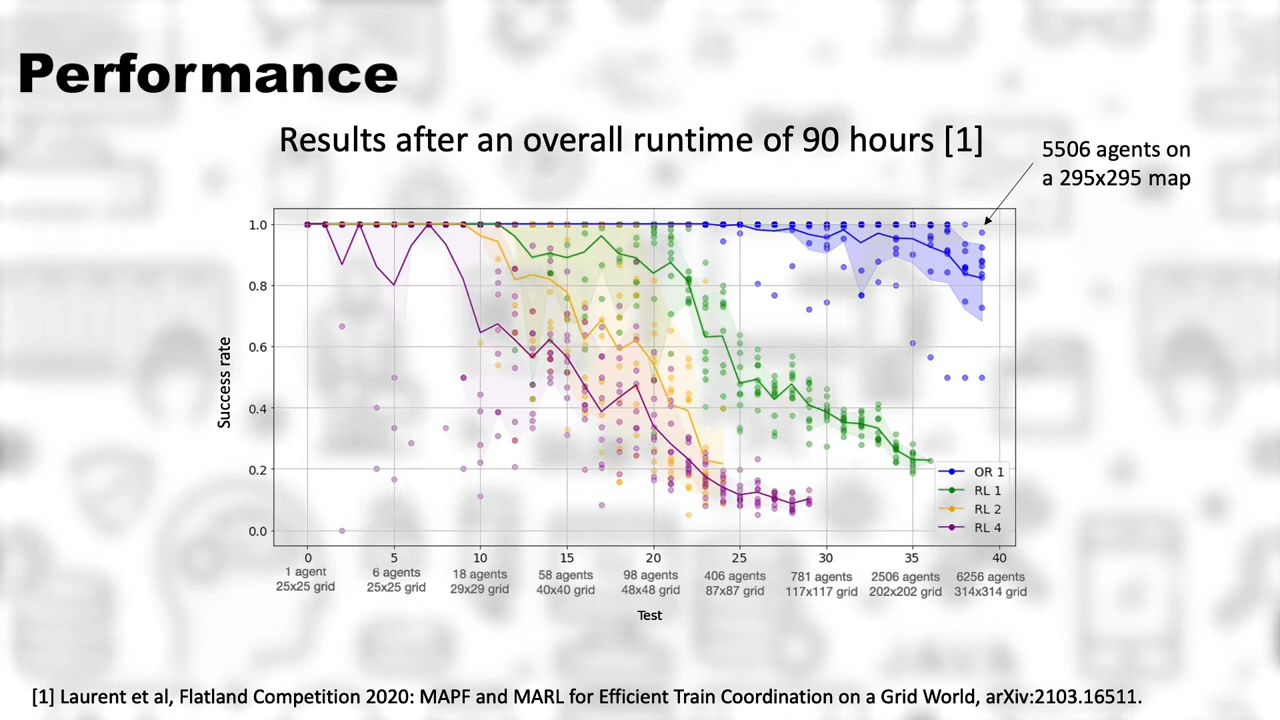 Performance
Results after an overall runtime of 90 hours [1]
5506 agents on
a 295x295 map
Success rate
1.0
0.8
0.6
0.4
0.2
0.0
OR 1
RL 1
RL 2
RL 4
0 5 10 15 20 25 30 35 40
1 agent 6 agents 18 agents 58 agents 98 agents 406 agents 781 agents 2506 agents 6256 agents
25x25 grid 25x25 grid 29x29 grid 40x40 grid 48x48 grid 87x87 grid 117x117 grid 202x202 grid 314x314 grid
Test
[1] Laurent et al, Flatland Competition 2020: MAPF and MARL for Efficient Train Coordination on a Grid World, arXiv:2103.16511.